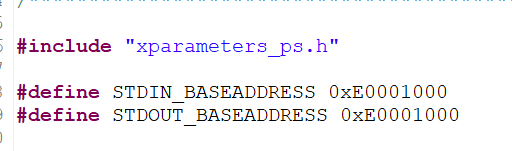 /************************************************
#include "xparameters_ps.h"
#define STDIN_BASEADDRESS 0xE0001000
#define STDOUT_BASEADDRESS 0xE0001000